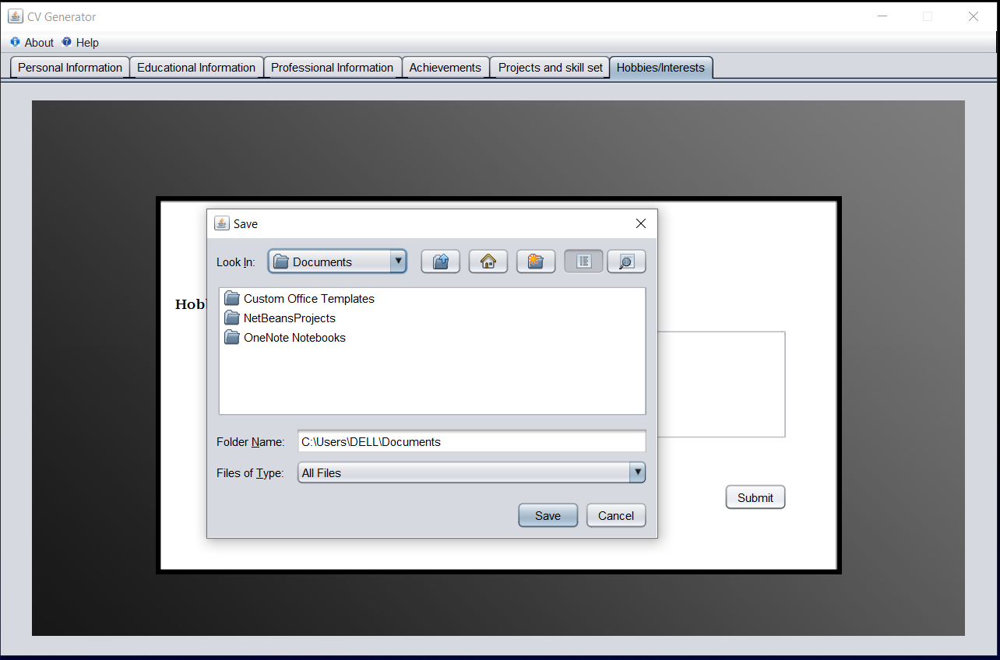 CV Generator
About Help
Personal Information Educational Information Professional Information Achievements Projects and skill set Hobbies/Interests
Save
Look In: Documents
Custom Office Templates
NetBeansProjects
OneNote Notebooks
Folder Name: C:\Users\DELL\Documents
Files of Type: All Files
Submit
Save Cancel